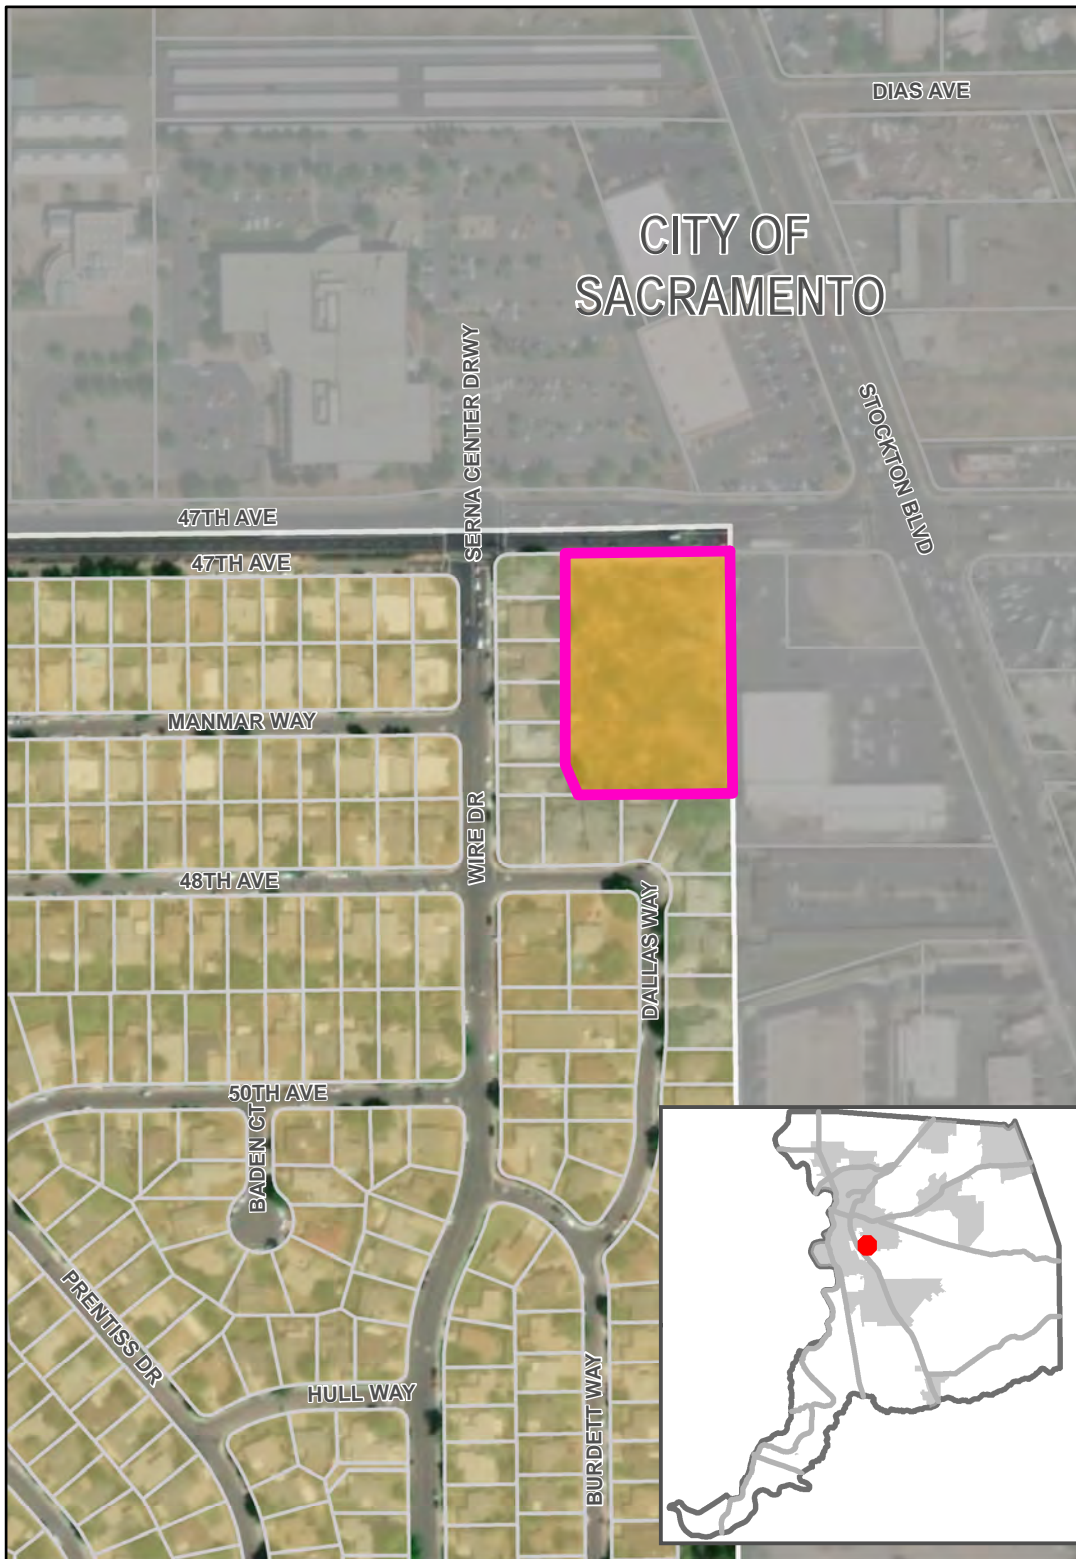 DIAS AVE
CITY OF
SACRAMENTO
SERNA CENTER DRWY
STOCKTON BLVD
47TH AVE
47TH AVE
MANMAR WAY
WIRE DR
48TH AVE
DALLAS WAY
50TH AVE
BADEN CT
PRENTISS DR
HULL WAY
BURDETT WAY